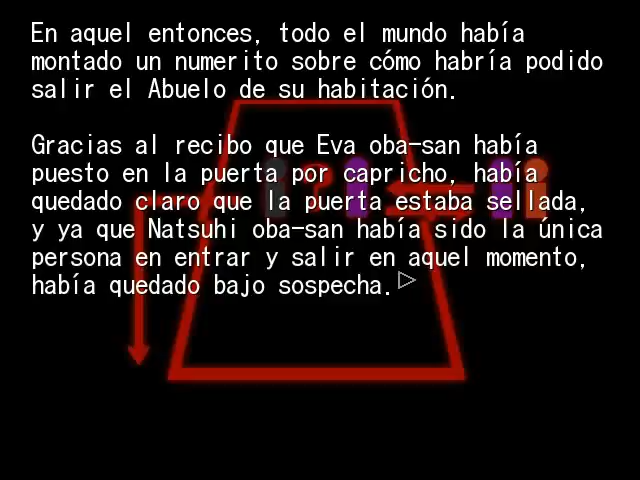 En aquel entonces, todo el mundo había
montado un numerito sobre cómo habría podido
salir el Abuelo de su habitación.
Gracias al recibo que Eva oba-san había
puesto en la puerta por capricho, había
quedado claro que la puerta estaba sellada,
y ya que Natsuhi oba-san había sido la única
persona en entrar y salir en aquel momento,
había quedado bajo sospecha.